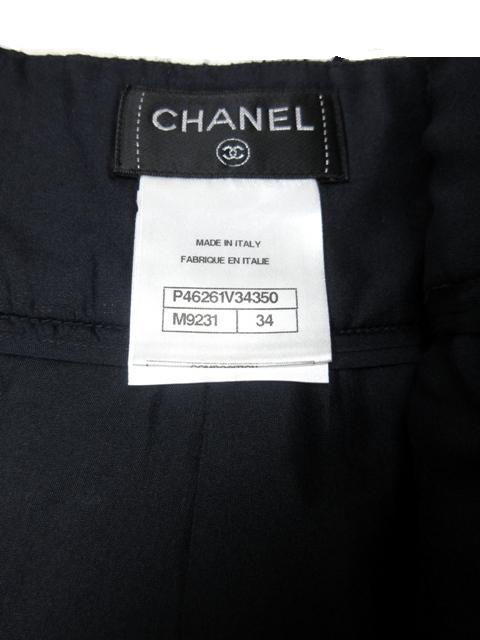 CHANEL
MADE IN ITALY
FABRIQUE EN ITALIE
P46261V34350
M9231 34